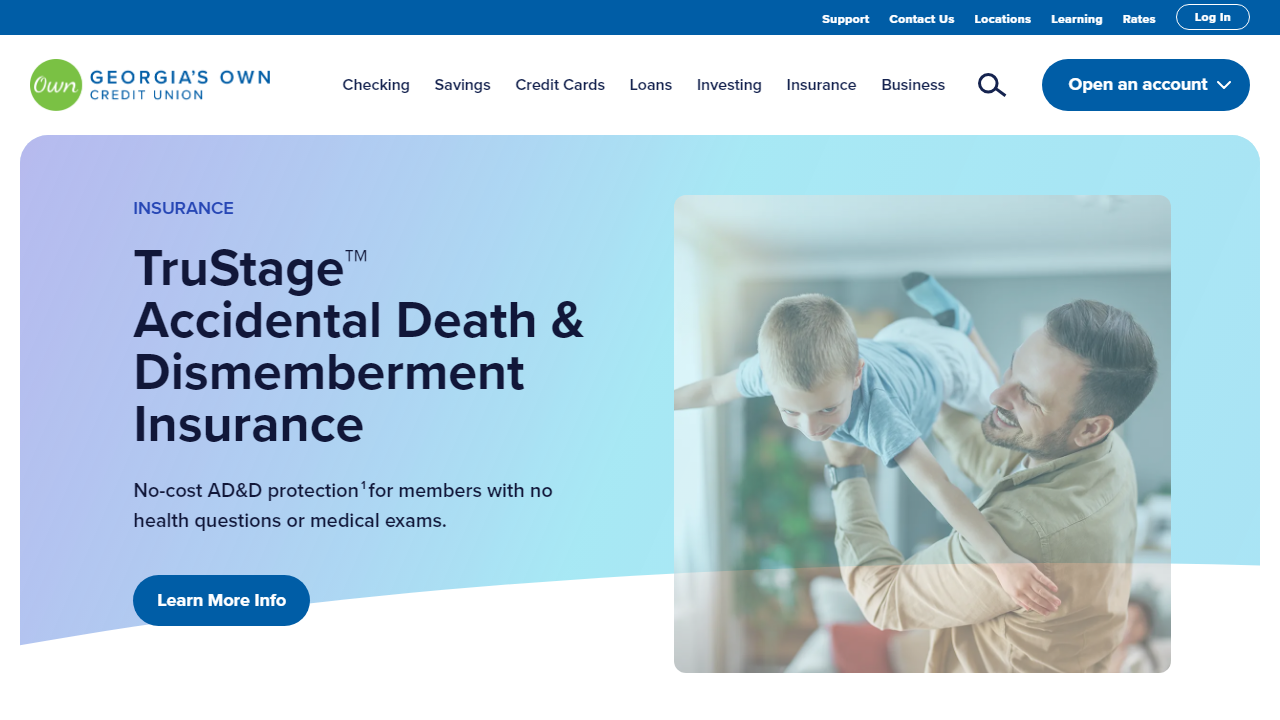 Support Contact Us Locations Learning Rates Log In
Own GEORGIA'S OWN
CREDIT UNION
Checking Savings Credit Cards Loans Investing Insurance Business Open an account
INSURANCE
TruStage™
Accidental Death &
Dismemberment
Insurance
No-cost AD&D protection¹ for members with no
health questions or medical exams.
Learn More Info